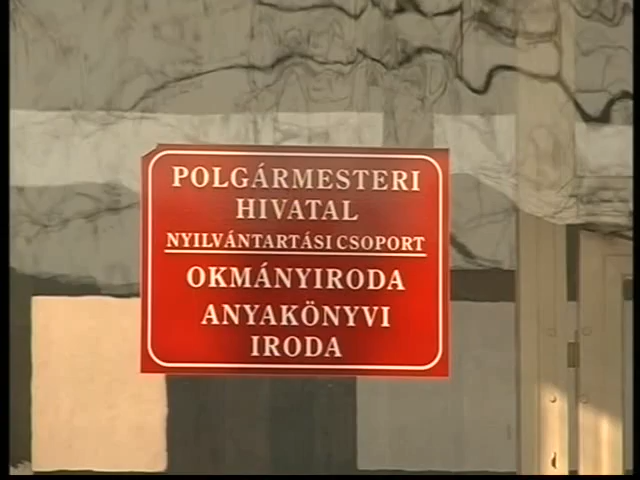 POLGÁRMESTERI
HIVATAL
NYILVÁNTARTÁSI CSOPORT
OKMÁNYIRODA
ANYAKÖNYVI
IRODA